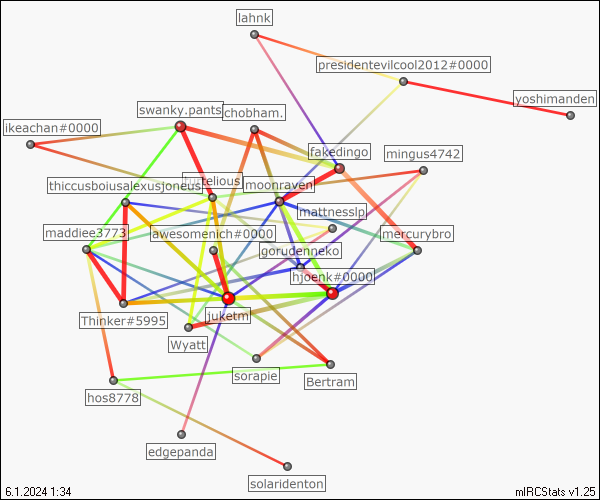 lahnk
presidentevilcool2012#0000
yoshimanden
swanky.pants
chobham.
ikeachan#0000
fakedingo
mingus4742
thiccusboiusalexusjoneus
turtelious
moonraven
mattnesslp
maddiee3773
awesomenich#0000
mercurybro
gorudenneko
hjoenk#0000
Thinker#5995
juketm
Wyatt
sorapie
Bertram
hos8778
edgepanda
solaridenton
6.1.2024 1:34
mIRCStats v1.25